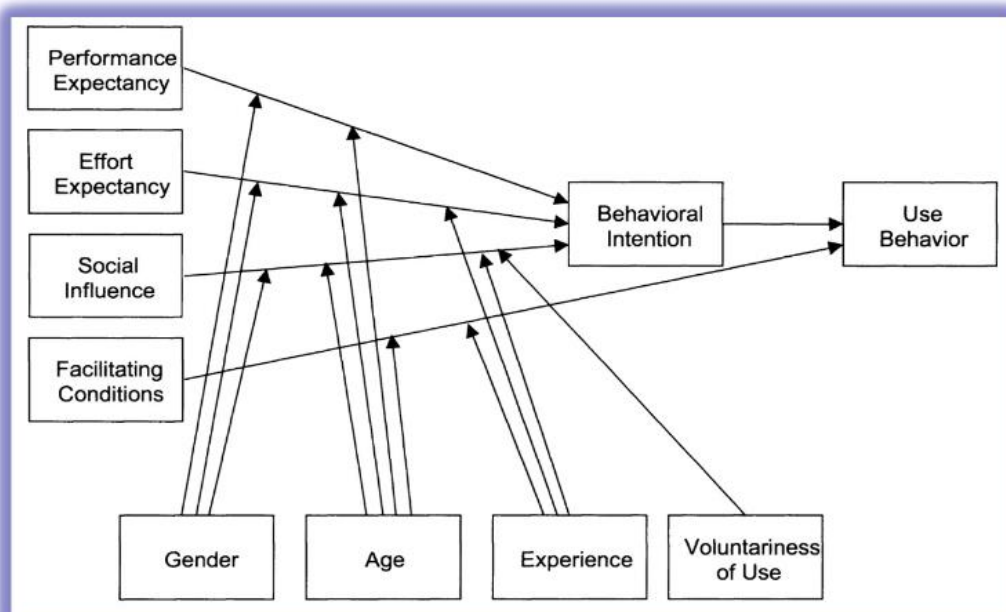 Performance
Expectancy
Effort
Expectancy
Social
Influence
Facilitating
Conditions
Behavioral
Intention
Use
Behavior
Gender
Age
Experience
Voluntariness
of Use